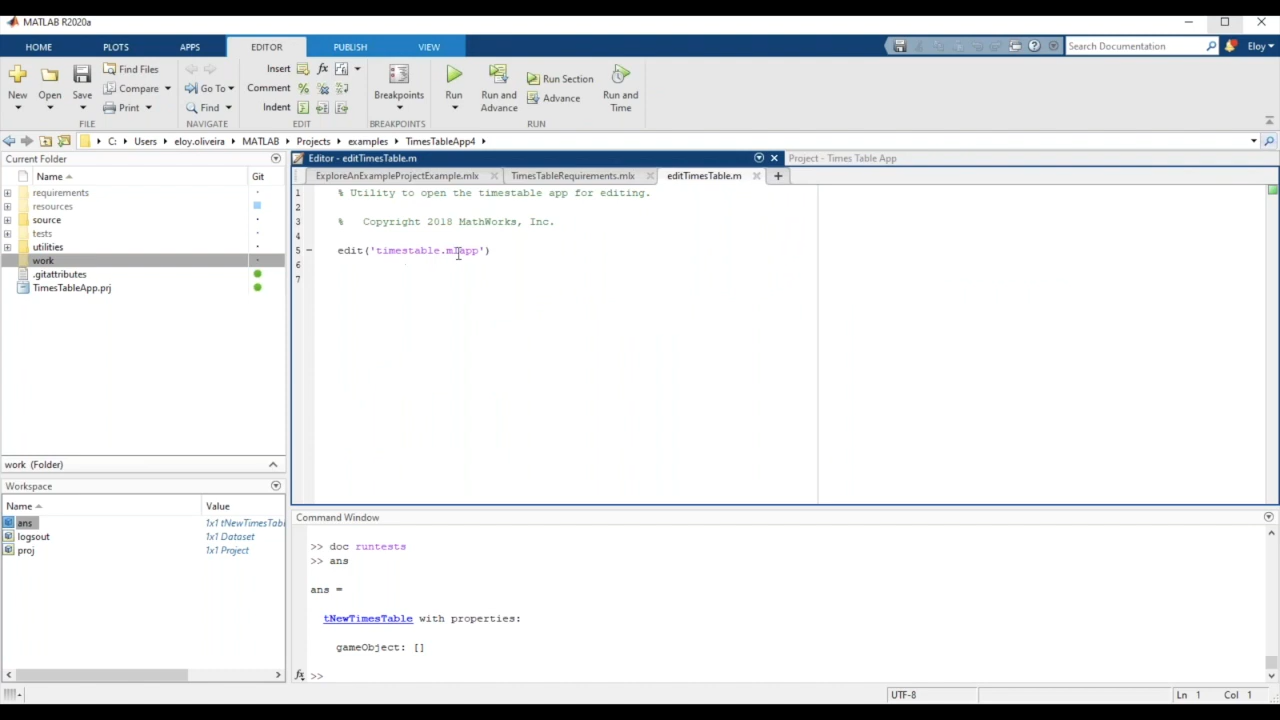 MATLAB R2020a
HOME PLOTS APPS EDITOR PUBLISH VIEW Search Documentation Eloy
New Open Save Find Files Compare Print
FILE
Go To Find
NAVIGATE
Insert fx
Comment % %
Indent
EDIT
Breakpoints
BREAKPOINTS
Run Run and Advance Run Section Advance Run and Time
RUN
C: Users eloy.oliveira MATLAB Projects examples TimesTableApp4
Current Folder
Name Git
requirements
resources
source
tests
utilities
work
.gitattributes
TimesTableApp.prj
work (Folder)
Workspace
Name Value
ans 1x1 tNewTimesTabl
logsout 1x1 Dataset
proj 1x1 Project
Editor - editTimesTable.m Project - Times Table App
ExploreAnExampleProjectExample.mlx TimesTableRequirements.mlx editTimesTable.m
1 % Utility to open the timestable app for editing.
2
3 % Copyright 2018 MathWorks, Inc.
4
5 edit('timestable.mlapp')
6
7
Command Window
>> doc runtests
>> ans
ans =
tNewTimesTable with properties:
gameObject: []
fx >>
UTF-8 Ln 1 Col 1